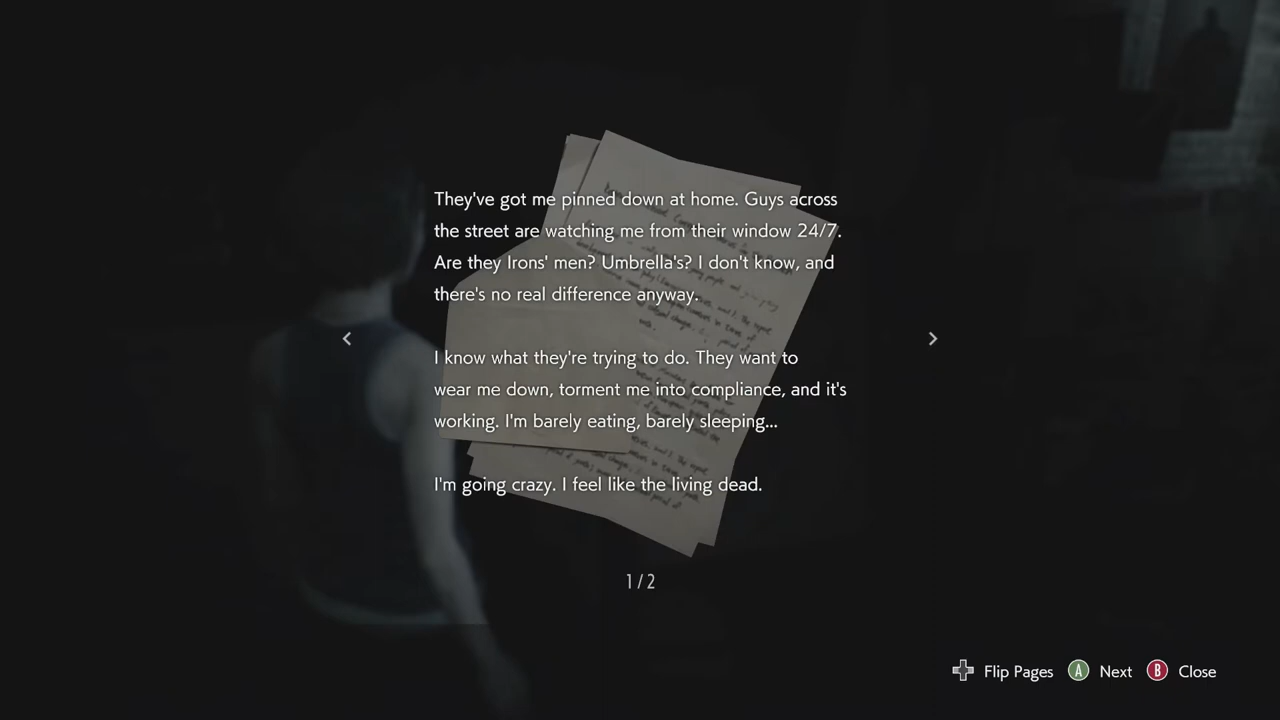 They've got me pinned down at home. Guys across
the street are watching me from their window 24/7.
Are they Irons' men? Umbrella's? I don't know, and
there's no real difference anyway.
I know what they're trying to do. They want to
wear me down, torment me into compliance, and it's
working. I'm barely eating, barely sleeping...
I'm going crazy. I feel like the living dead.
1 / 2
Flip Pages A Next B Close